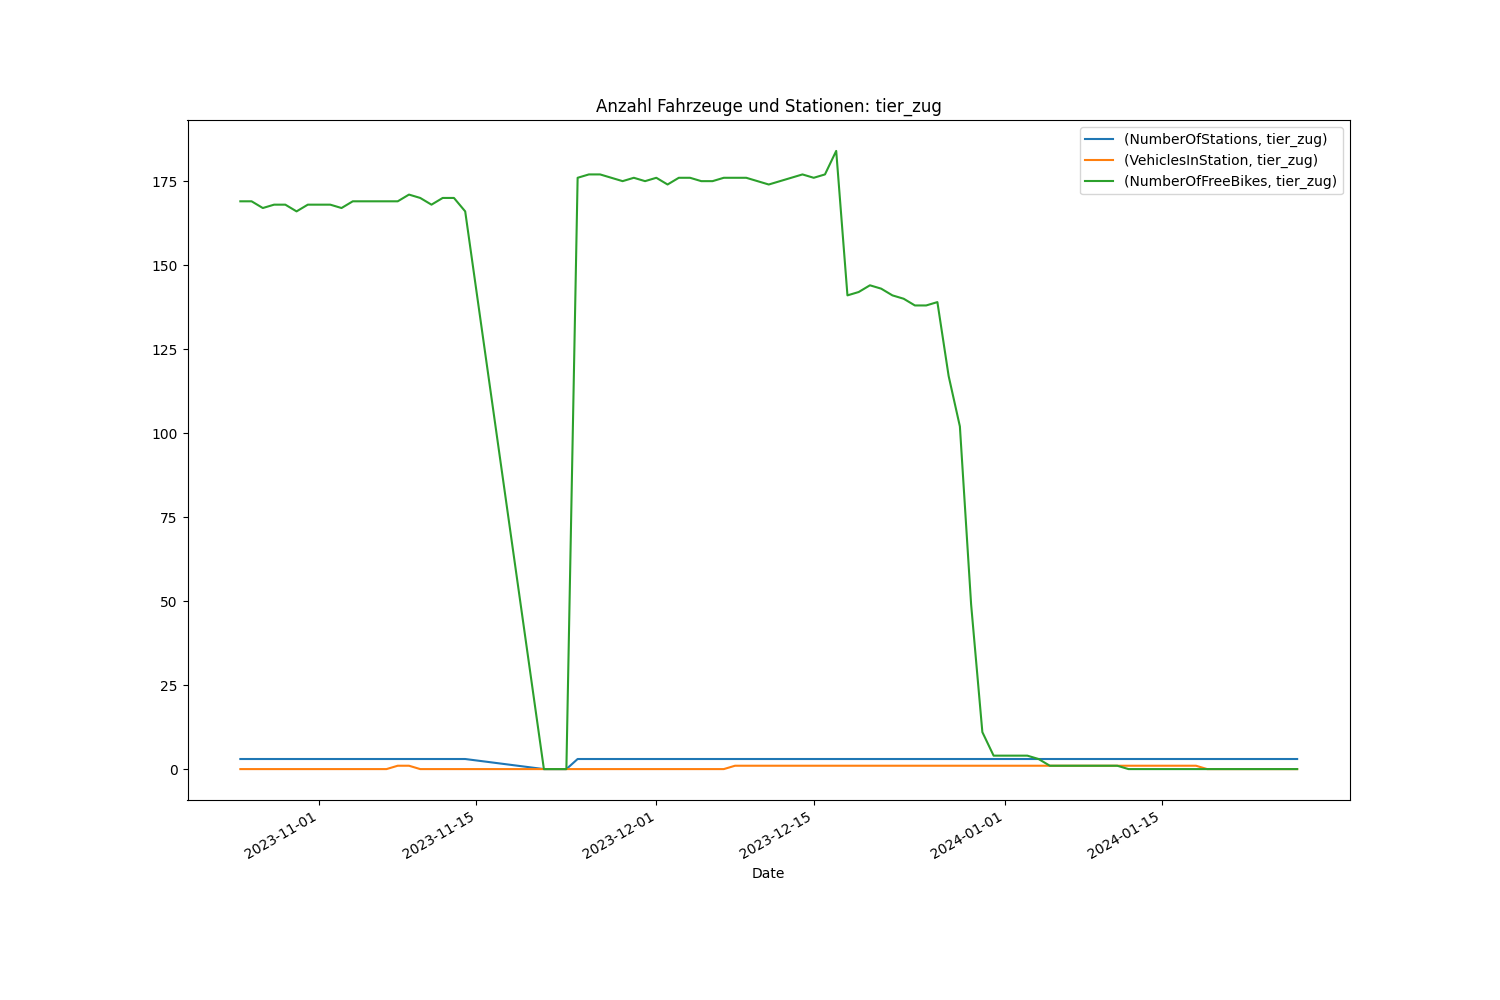 Anzahl Fahrzeuge und Stationen: tier_zug
(NumberOfStations, tier_zug)
(VehiclesInStation, tier_zug)
(NumberOfFreeBikes, tier_zug)
175
150
125
100
75
50
25
0
2023-11-01
2023-11-15
2023-12-01
2023-12-15
2024-01-01
2024-01-15
Date